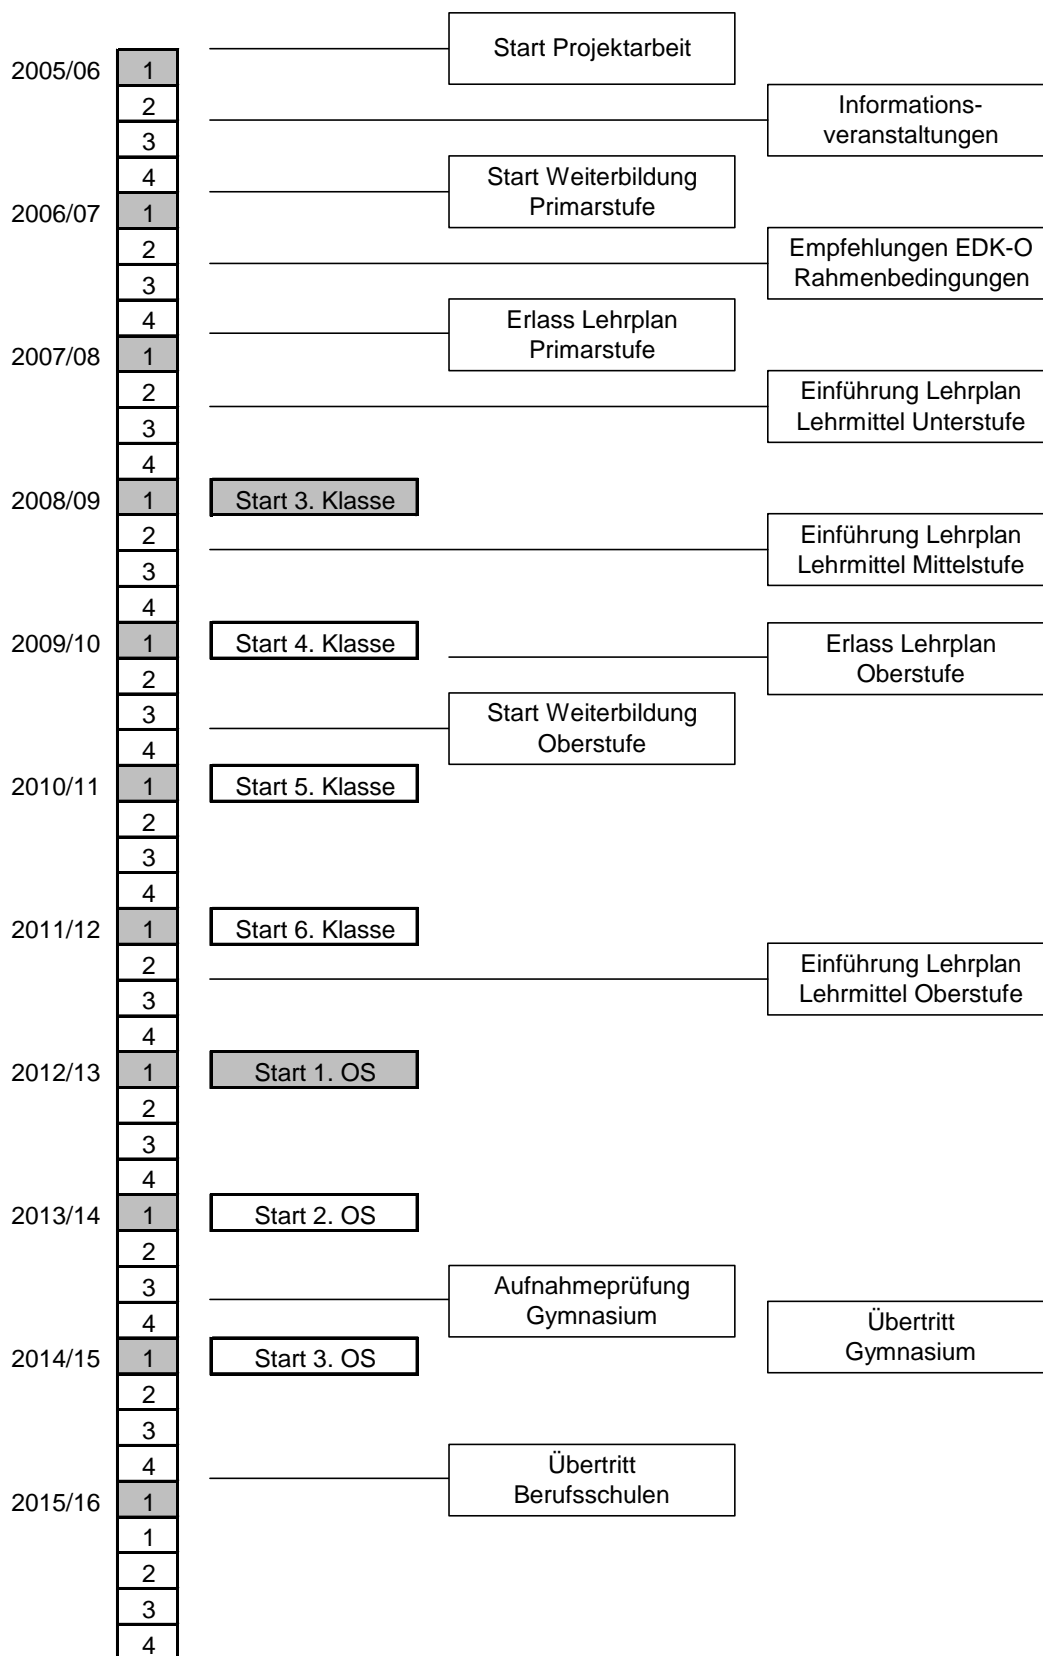 Start Projektarbeit
2005/06 1
2 Informations-
3 veranstaltungen
4 Start Weiterbildung
Primarstufe
2006/07 1
2 Empfehlungen EDK-O
3 Rahmenbedingungen
4 Erlass Lehrplan
Primarstufe
2007/08 1
2 Einführung Lehrplan
3 Lehrmittel Unterstufe
4
2008/09 1 Start 3. Klasse
2 Einführung Lehrplan
3 Lehrmittel Mittelstufe
4
2009/10 1 Start 4. Klasse Erlass Lehrplan
2 Oberstufe
3 Start Weiterbildung
4 Oberstufe
2010/11 1 Start 5. Klasse
2
3
4
2011/12 1 Start 6. Klasse
2 Einführung Lehrplan
3 Lehrmittel Oberstufe
4
2012/13 1 Start 1. OS
2
3
4
2013/14 1 Start 2. OS
2
3 Aufnahmeprüfung
4 Gymnasium Übertritt
2014/15 1 Start 3. OS Gymnasium
2
3
4 Übertritt
2015/16 1 Berufsschulen
1
2
3
4